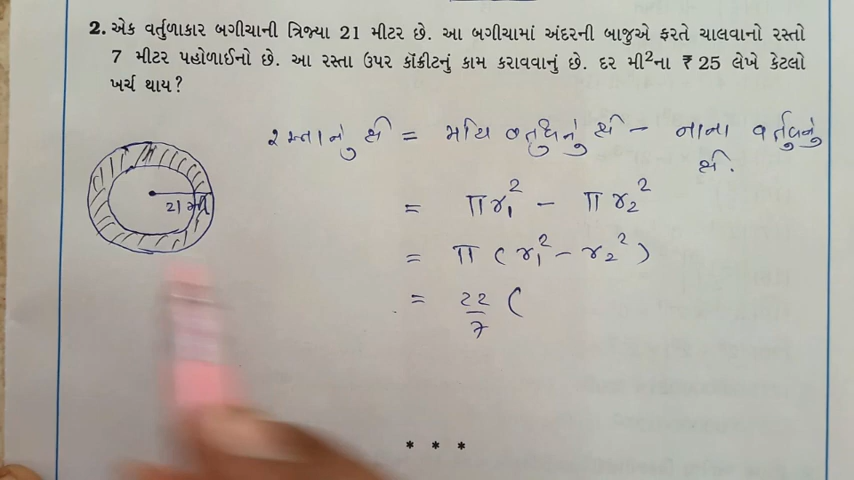 2. એક વર્તુળાકાર બગીચાની ત્રિજ્યા 21 મીટર છે. આ બગીચામાં અંદરની બાજુએ ફરતે ચાલવાનો રસ્તો
7 મીટર પહોળાઈનો છે. આ રસ્તા ઉપર કૉંક્રીટનું કામ કરાવવાનું છે. દર મી²ના ₹ 25 લેખે કેટલો
ખર્ચ થાય?
રસ્તાનું ક્ષે = મોટા વર્તુળનું ક્ષે - નાના વર્તુળનું
ક્ષે.
21 મી
= πr₁² - πr₂²
= π (r₁² - r₂²)
= 22/7 (
* * *